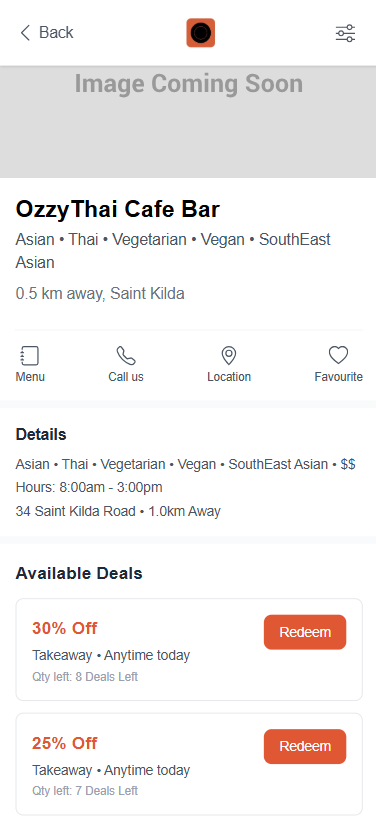 Back
Image Coming Soon
OzzyThai Cafe Bar
Asian • Thai • Vegetarian • Vegan • SouthEast
Asian
0.5 km away, Saint Kilda
Menu
Call us
Location
Favourite
Details
Asian • Thai • Vegetarian • Vegan • SouthEast Asian • $$
Hours: 8:00am - 3:00pm
34 Saint Kilda Road • 1.0km Away
Available Deals
30% Off
Redeem
Takeaway • Anytime today
Qty left: 8 Deals Left
25% Off
Redeem
Takeaway • Anytime today
Qty left: 7 Deals Left